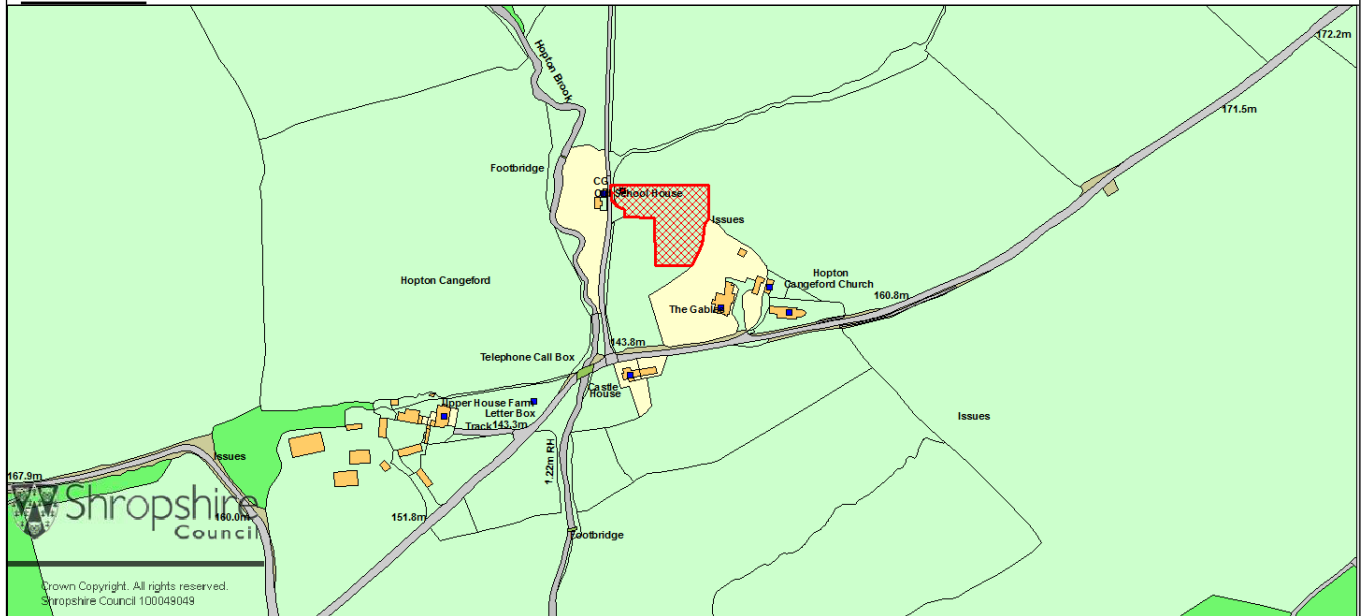 172.2m
Hopton Brook
171.5m
Footbridge
CG
Old School House
Issues
Hopton Cangeford
Hopton
Cangeford Church
160.8m
The Gables
143.8m
Telephone Call Box
Castle
House
Upper House Farm
Letter Box
Track
143.3m
Issues
Issues
1.22m RH
167.9m
Shropshire
Council
160.0m
151.8m
Footbridge
Crown Copyright. All rights reserved.
Shropshire Council 100049049